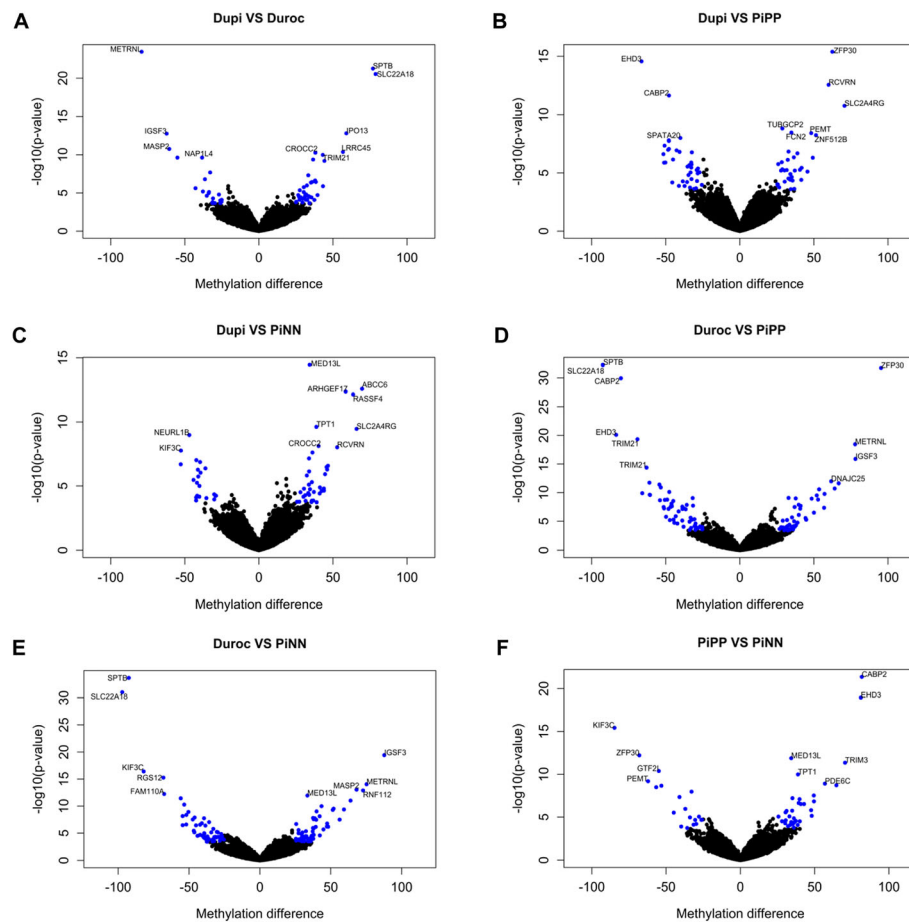 A
Dupi VS Duroc
METRNL
SPTB
SLC22A18
IGSF3
IPO13
MASP2
NAP1L4
CROCC2
LRRC45
TRIM21
0 5 10 15 20
-log10(p-value)
-100 -50 0 50 100
Methylation difference
B
Dupi VS PiPP
ZFP30
EHD3
RCVRN
CABP2
SLC2A4RG
TUBGCP2
PEMT
SPATA20
FCN2
ZNF512B
0 5 10 15
-log10(p-value)
-100 -50 0 50 100
Methylation difference
C
Dupi VS PiNN
MED13L
ARHGEF17
ABCC6
RASSF4
TPT1
SLC2A4RG
NEURL1B
CROCC2
RCVRN
KIF3C
0 5 10 15
-log10(p-value)
-100 -50 0 50 100
Methylation difference
D
Duroc VS PiPP
SPTB
ZFP30
SLC22A18
CABP2
EHD3
TRIM21
METRNL
IGSF3
TRIM21
DNAJC25
0 5 10 15 20 25 30
-log10(p-value)
-100 -50 0 50 100
Methylation difference
E
Duroc VS PiNN
SPTB
SLC22A18
IGSF3
KIF3C
RGS12
METRNL
MASP2
FAM110A
MED13L
RNF112
0 5 10 15 20 25 30
-log10(p-value)
-100 -50 0 50 100
Methylation difference
F
PiPP VS PiNN
CABP2
EHD3
KIF3C
ZFP30
MED13L
TRIM3
GTF2I
TPT1
PEMT
PDE6C
0 5 10 15 20
-log10(p-value)
-100 -50 0 50 100
Methylation difference